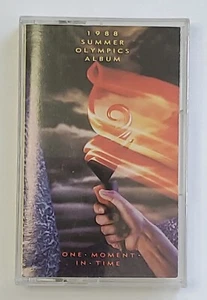 1988
SUMMER
OLYMPICS
ALBUM
ONE · MOMENT ·
IN · TIME